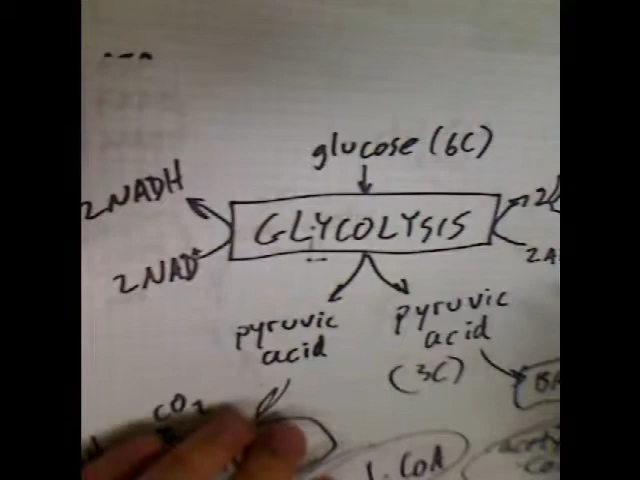 glucose (6C)
2NADH
GLYCOLYSIS
2NAD+
pyruvic
acid
pyruvic
acid
(3C)
CO2
CoA